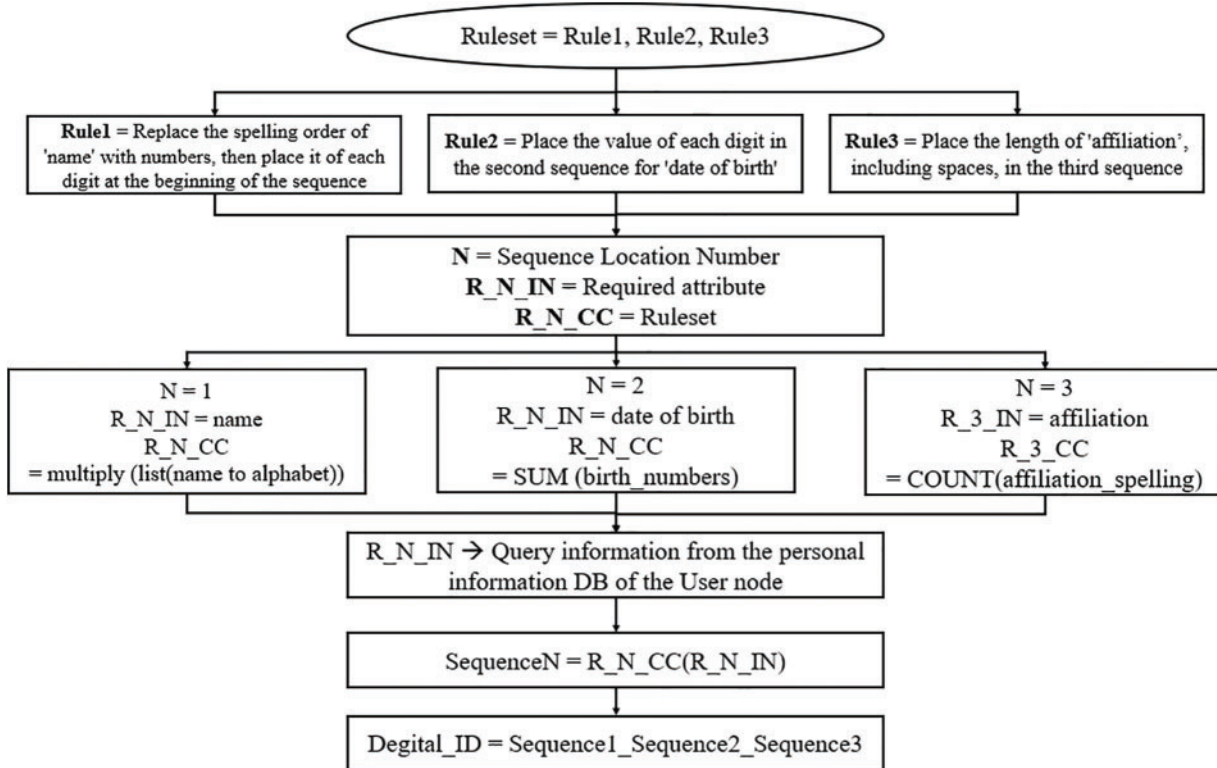 Ruleset = Rule1, Rule2, Rule3
Rule1 = Replace the spelling order of
'name' with numbers, then place it of each
digit at the beginning of the sequence
Rule2 = Place the value of each digit in
the second sequence for 'date of birth'
Rule3 = Place the length of 'affiliation’,
including spaces, in the third sequence
N = Sequence Location Number
R_N_IN = Required attribute
R_N_CC = Ruleset
N = 1
R_N_IN = name
R_N_CC
= multiply (list(name to alphabet))
N = 2
R_N_IN = date of birth
R_N_CC
= SUM (birth_numbers)
N = 3
R_3_IN = affiliation
R_3_CC
= COUNT(affiliation_spelling)
R_N_IN → Query information from the personal
information DB of the User node
SequenceN = R_N_CC(R_N_IN)
Degital_ID = Sequence1_Sequence2_Sequence3